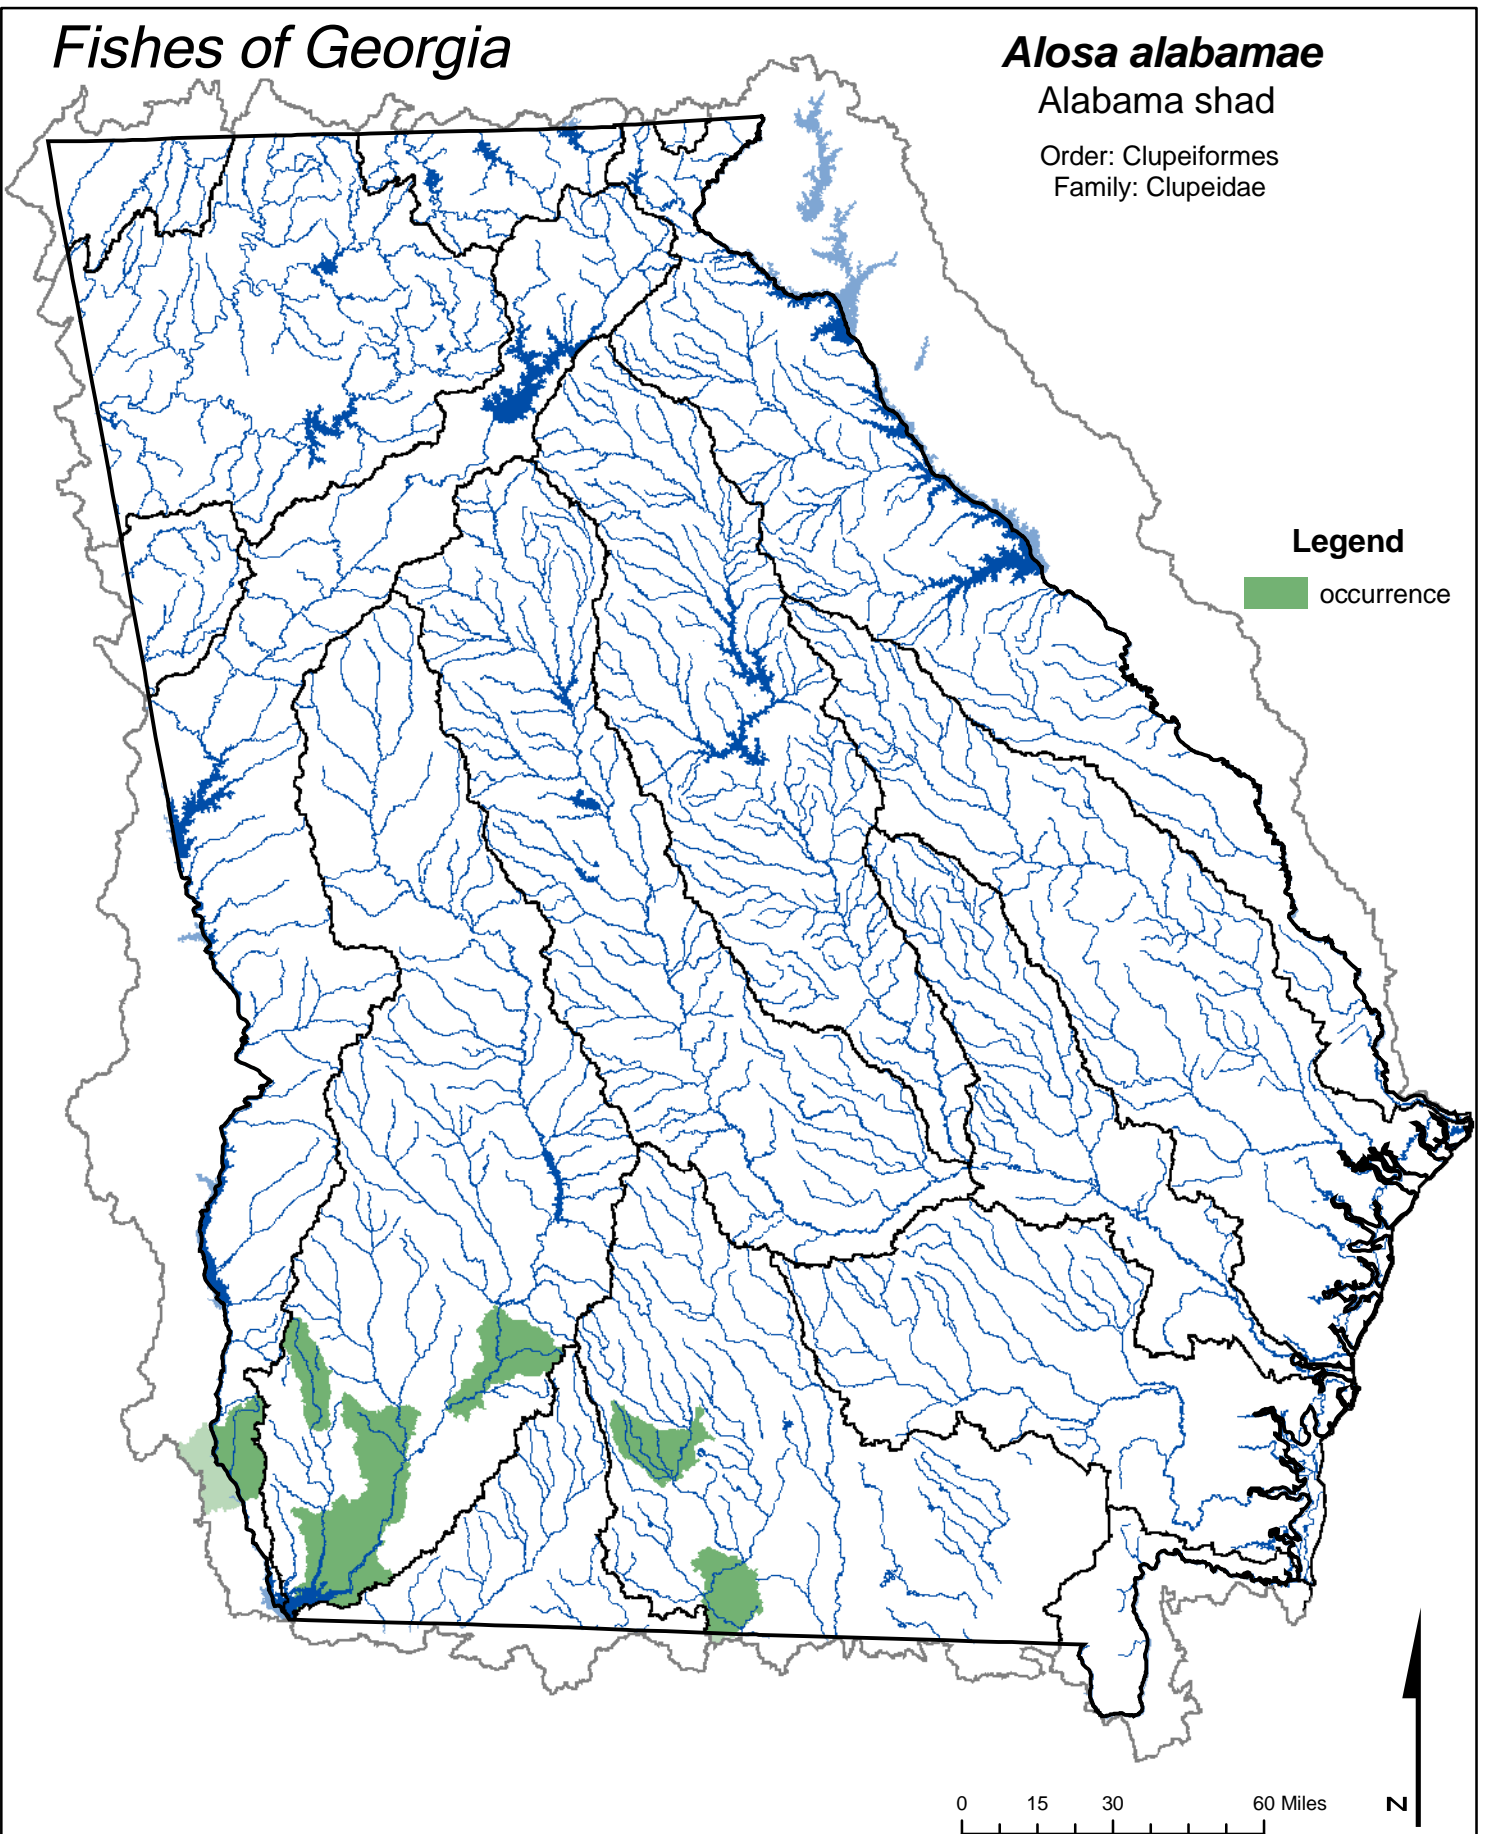 Fishes of Georgia
Alosa alabamae
Alabama shad
Order: Clupeiformes
Family: Clupeidae
Legend
occurrence
0 15 30 60 Miles
N